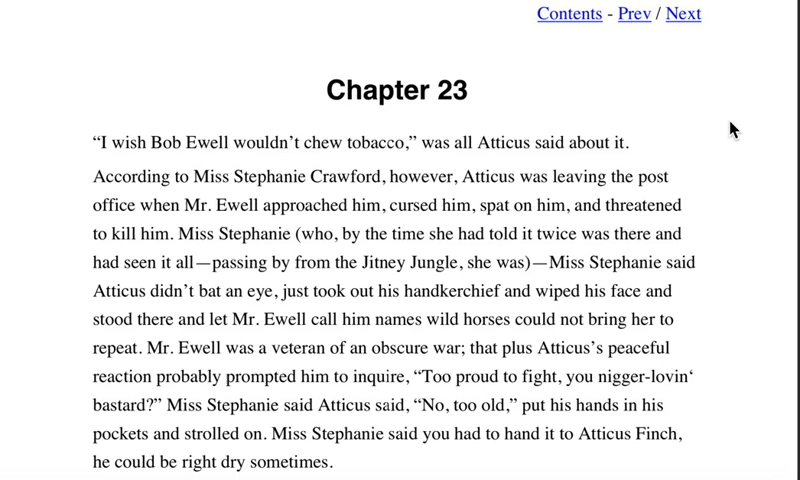 Contents - Prev / Next
Chapter 23
“I wish Bob Ewell wouldn’t chew tobacco,” was all Atticus said about it.
According to Miss Stephanie Crawford, however, Atticus was leaving the post
office when Mr. Ewell approached him, cursed him, spat on him, and threatened
to kill him. Miss Stephanie (who, by the time she had told it twice was there and
had seen it all—passing by from the Jitney Jungle, she was)—Miss Stephanie said
Atticus didn’t bat an eye, just took out his handkerchief and wiped his face and
stood there and let Mr. Ewell call him names wild horses could not bring her to
repeat. Mr. Ewell was a veteran of an obscure war; that plus Atticus’s peaceful
reaction probably prompted him to inquire, “Too proud to fight, you nigger-lovin‘
bastard?” Miss Stephanie said Atticus said, “No, too old,” put his hands in his
pockets and strolled on. Miss Stephanie said you had to hand it to Atticus Finch,
he could be right dry sometimes.